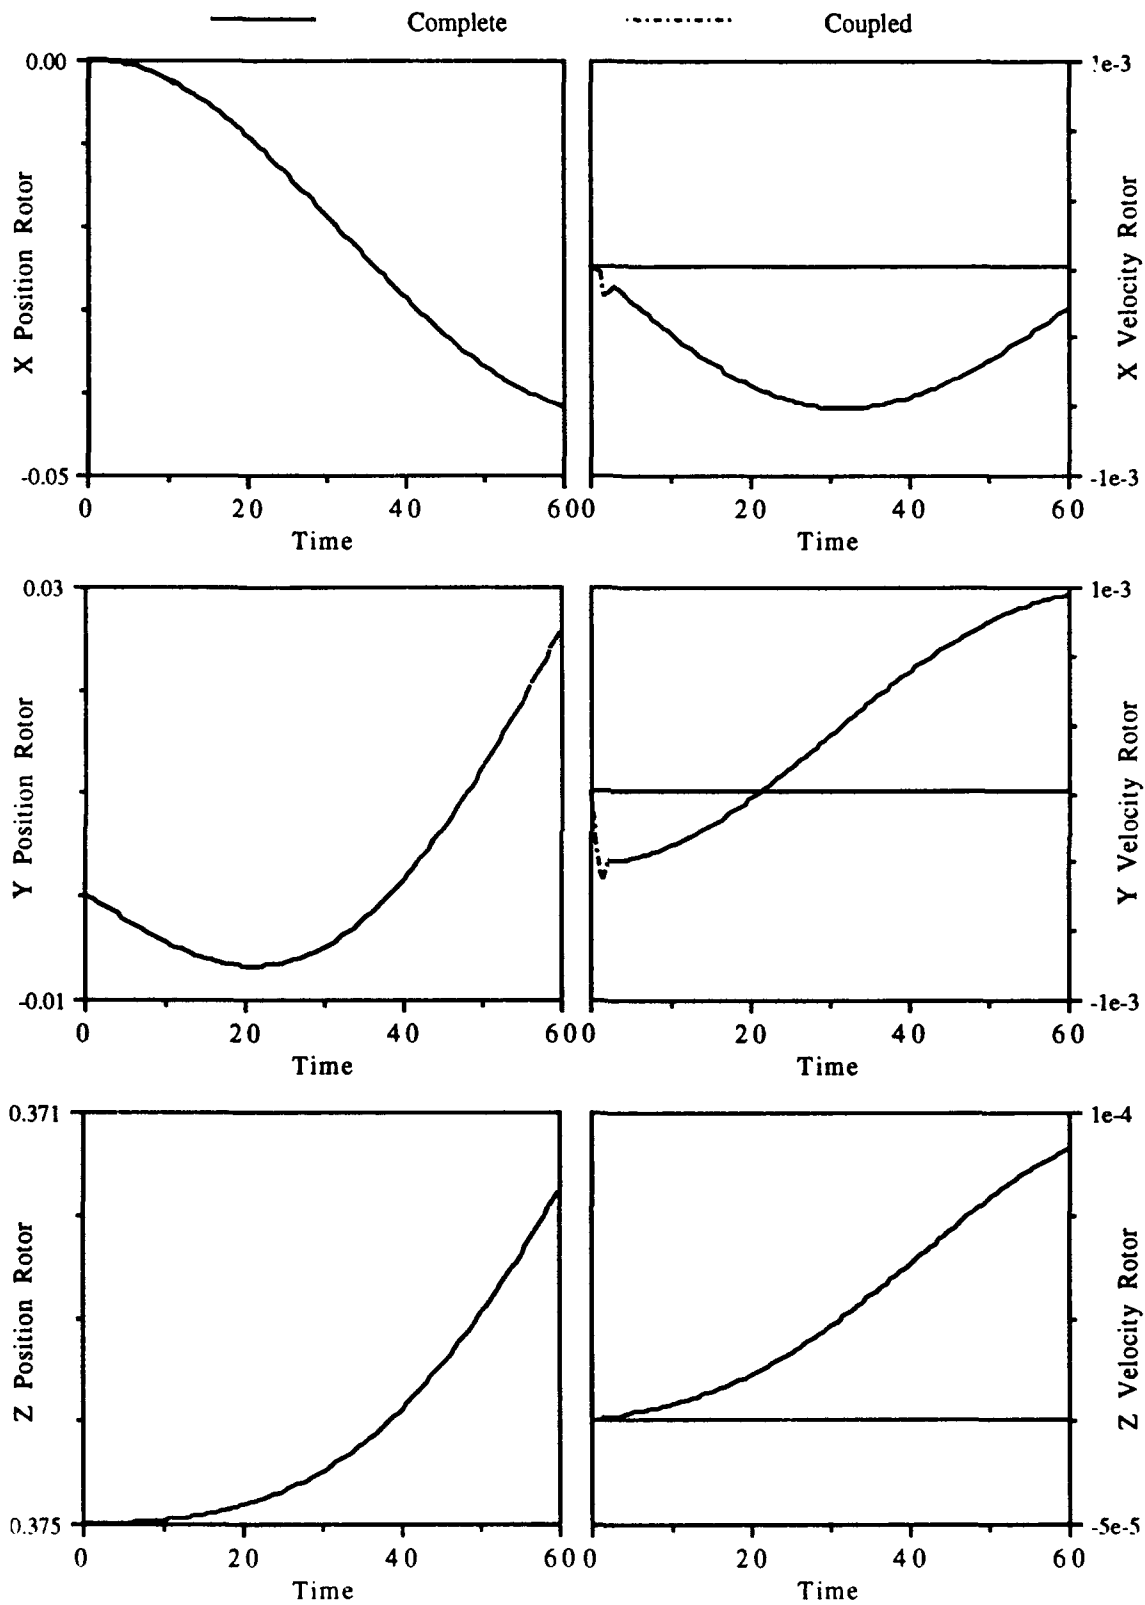 Complete Coupled
0.00
-0.05
X Position Rotor
0 20 40 60
Time
1e-3
-1e-3
X Velocity Rotor
0 20 40 60
Time
0.03
-0.01
Y Position Rotor
0 20 40 60
Time
1e-3
-1e-3
Y Velocity Rotor
0 20 40 60
Time
0.371
0.375
Z Position Rotor
0 20 40 60
Time
1e-4
-5e-5
Z Velocity Rotor
0 20 40 60
Time